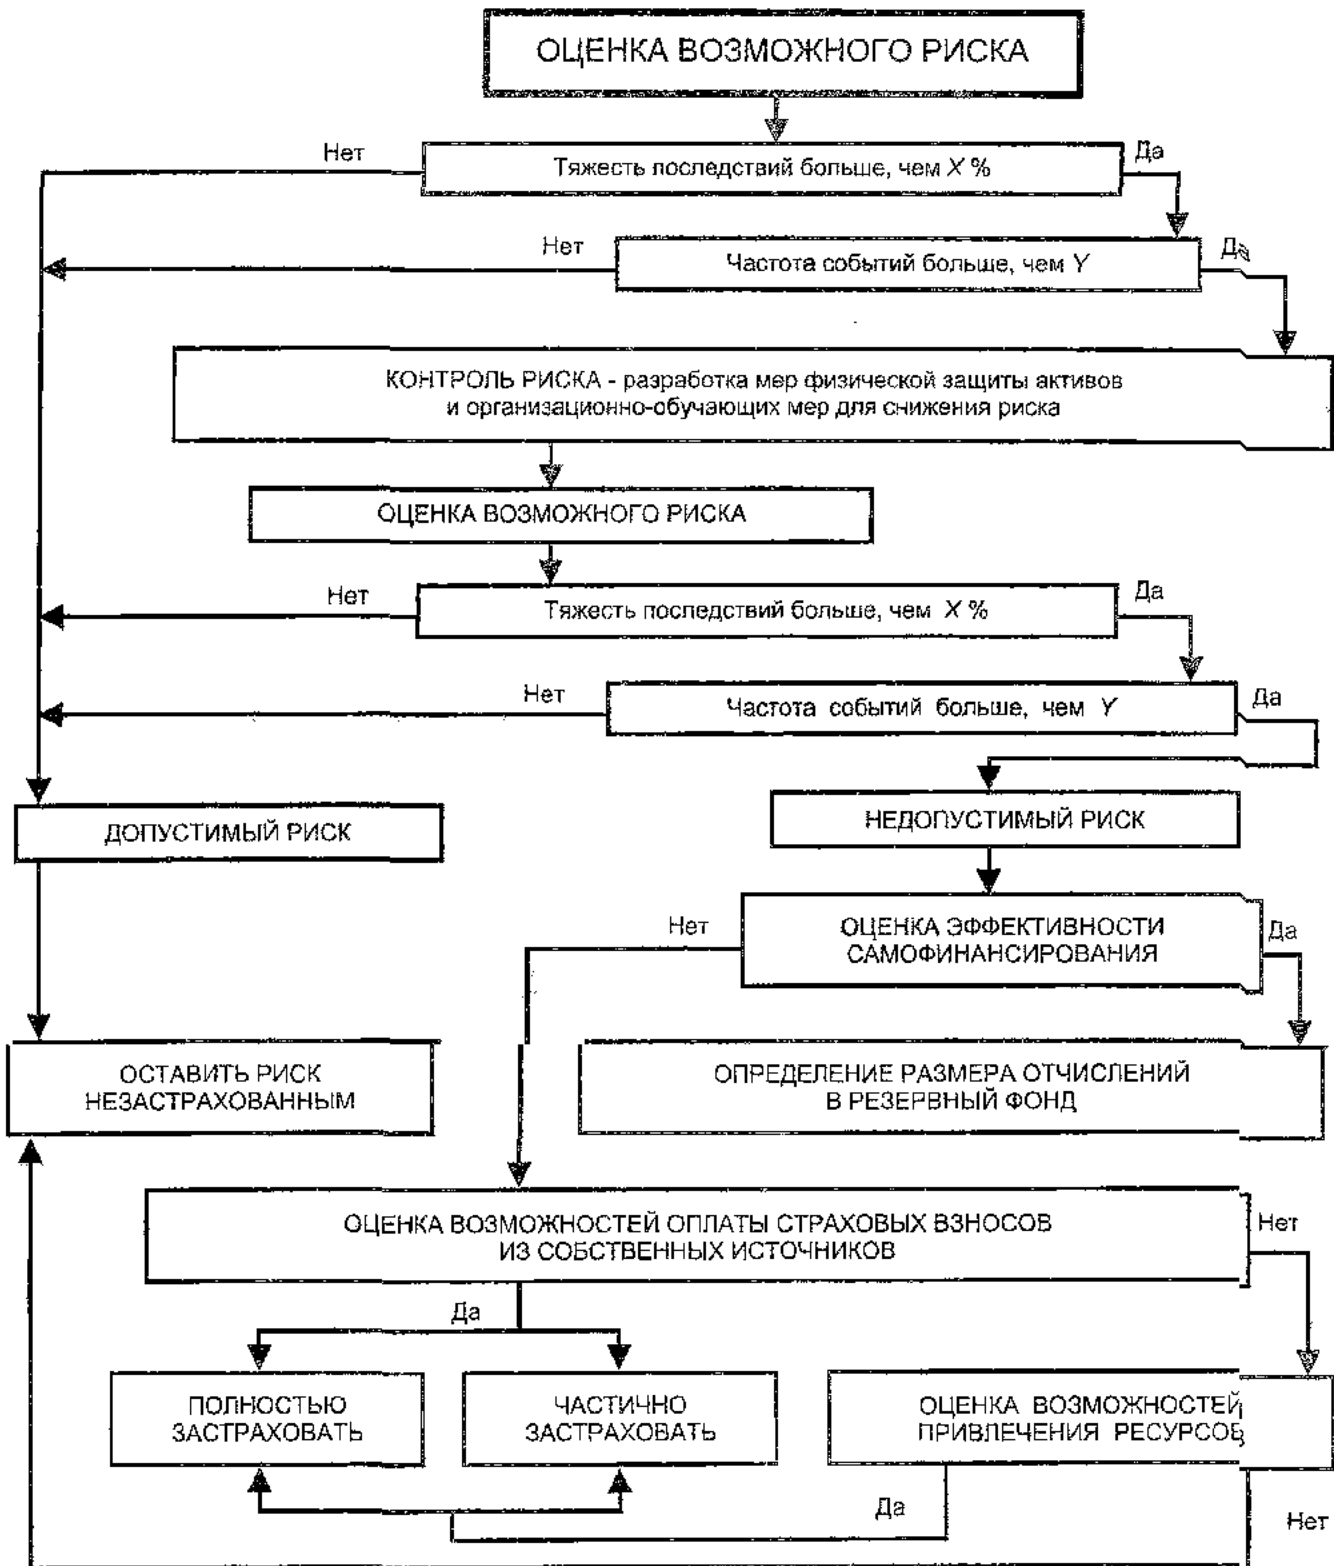 ОЦЕНКА ВОЗМОЖНОГО РИСКА
Нет
Тяжесть последствий больше, чем X %
Да
Нет
Частота событий больше, чем Y
Да
КОНТРОЛЬ РИСКА - разработка мер физической защиты активов
и организационно-обучающих мер для снижения риска
ОЦЕНКА ВОЗМОЖНОГО РИСКА
Нет
Тяжесть последствий больше, чем X %
Да
Нет
Частота событий больше, чем Y
Да
ДОПУСТИМЫЙ РИСК
НЕДОПУСТИМЫЙ РИСК
Нет
ОЦЕНКА ЭФФЕКТИВНОСТИ
САМОФИНАНСИРОВАНИЯ
Да
ОСТАВИТЬ РИСК
НЕЗАСТРАХОВАННЫМ
ОПРЕДЕЛЕНИЕ РАЗМЕРА ОТЧИСЛЕНИЙ
В РЕЗЕРВНЫЙ ФОНД
ОЦЕНКА ВОЗМОЖНОСТЕЙ ОПЛАТЫ СТРАХОВЫХ ВЗНОСОВ
ИЗ СОБСТВЕННЫХ ИСТОЧНИКОВ
Нет
Да
ПОЛНОСТЬЮ
ЗАСТРАХОВАТЬ
ЧАСТИЧНО
ЗАСТРАХОВАТЬ
ОЦЕНКА ВОЗМОЖНОСТЕЙ
ПРИВЛЕЧЕНИЯ РЕСУРСОВ
Да
Нет